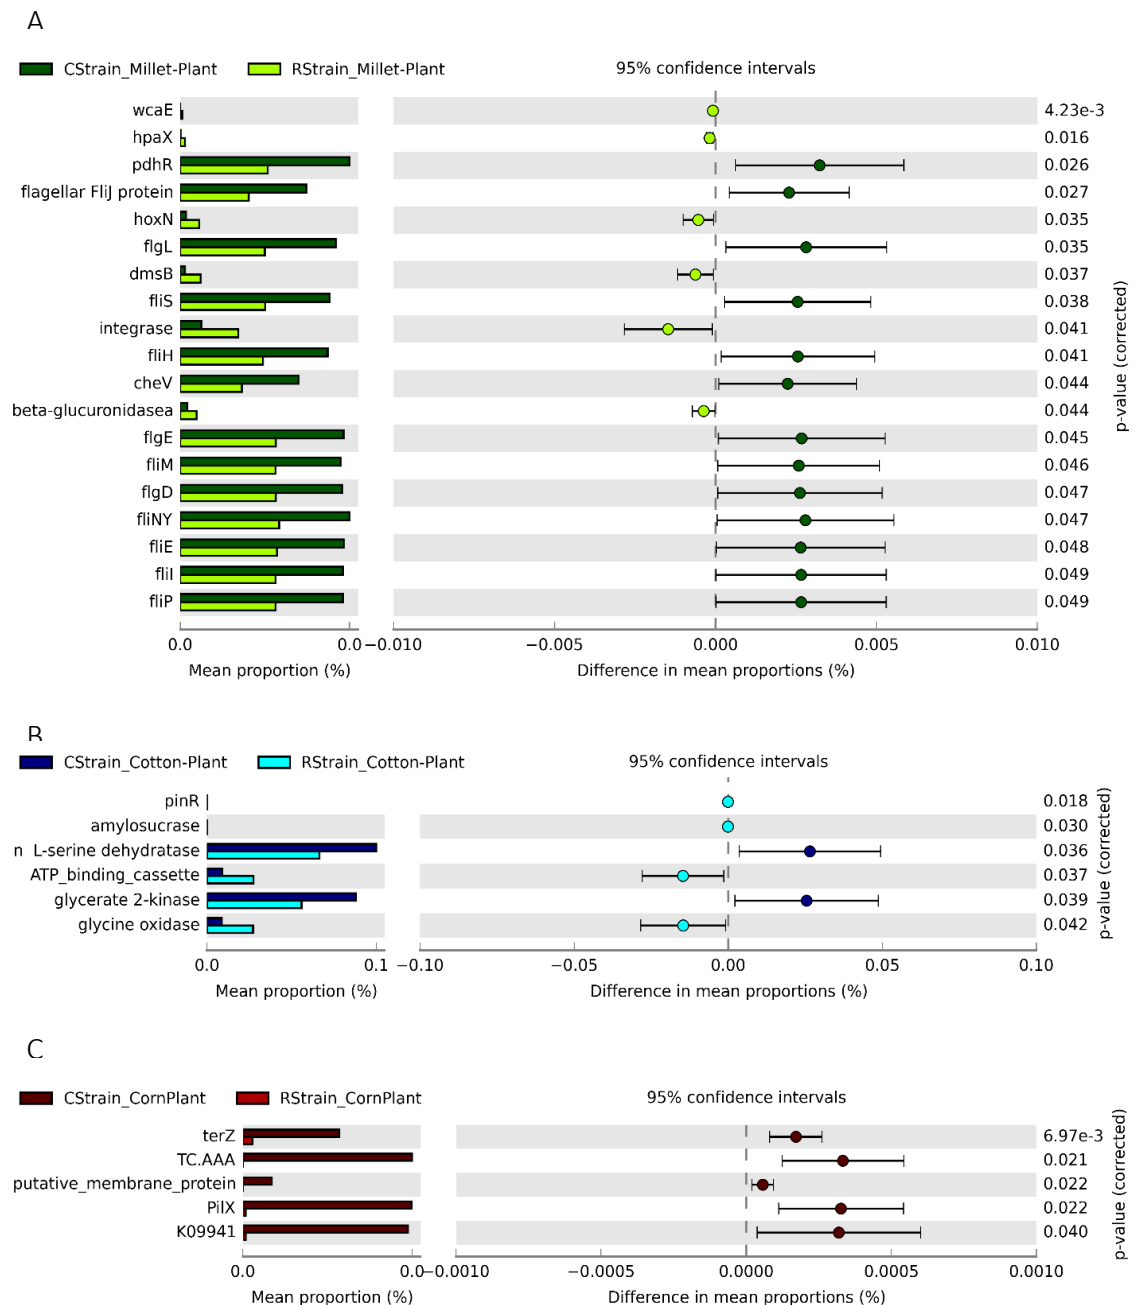 A
CStrain_Millet-Plant RStrain_Millet-Plant 95% confidence intervals
wcaE 4.23e-3
hpaX 0.016
pdhR 0.026
flagellar FliJ protein 0.027
hoxN 0.035
flgL 0.035
dmsB 0.037
fliS 0.038
integrase 0.041
fliH 0.041
cheV 0.044
beta-glucuronidasea 0.044
flgE 0.045
fliM 0.046
flgD 0.047
fliNY 0.047
fliE 0.048
fliI 0.049
fliP 0.049
p-value (corrected)
0.0 0.0 −0.010 −0.005 0.000 0.005 0.010
Mean proportion (%) Difference in mean proportions (%)
B
CStrain_Cotton-Plant RStrain_Cotton-Plant 95% confidence intervals
pinR 0.018
amylosucrase 0.030
n L-serine dehydratase 0.036
ATP_binding_cassette 0.037
glycerate 2-kinase 0.039
glycine oxidase 0.042
p-value (corrected)
0.0 0.1 −0.10 −0.05 0.00 0.05 0.10
Mean proportion (%) Difference in mean proportions (%)
C
CStrain_CornPlant RStrain_CornPlant 95% confidence intervals
terZ 6.97e-3
TC.AAA 0.021
putative_membrane_protein 0.022
PilX 0.022
K09941 0.040
p-value (corrected)
0.0 0.0 −0.0010 −0.0005 0.0000 0.0005 0.0010
Mean proportion (%) Difference in mean proportions (%)